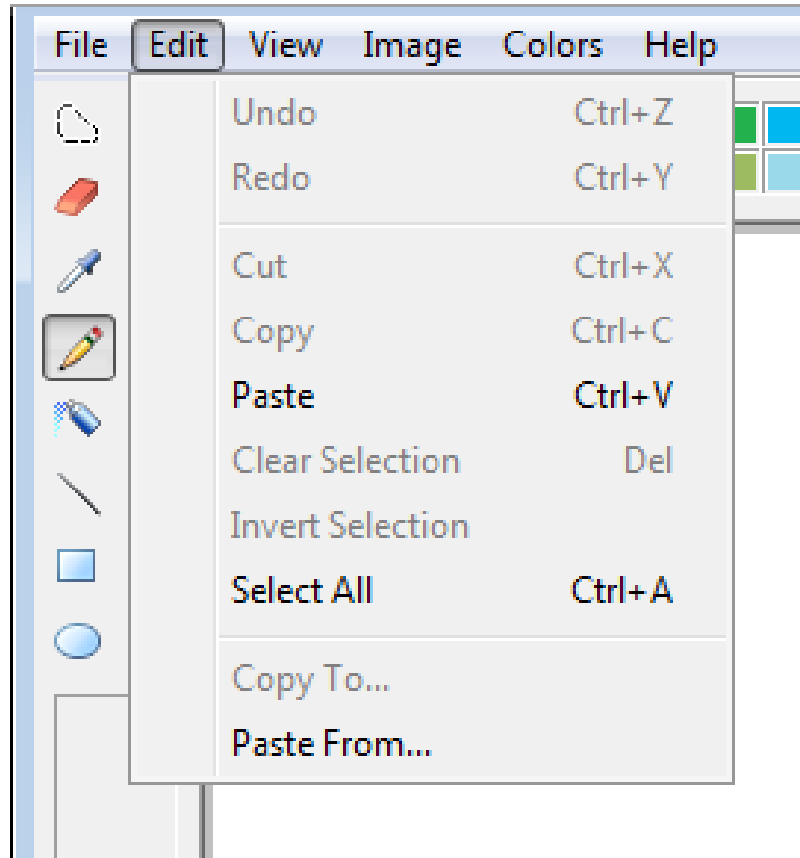 File Edit View Image Colors Help
Undo Ctrl+Z
Redo Ctrl+Y
Cut Ctrl+X
Copy Ctrl+C
Paste Ctrl+V
Clear Selection Del
Invert Selection
Select All Ctrl+A
Copy To...
Paste From...